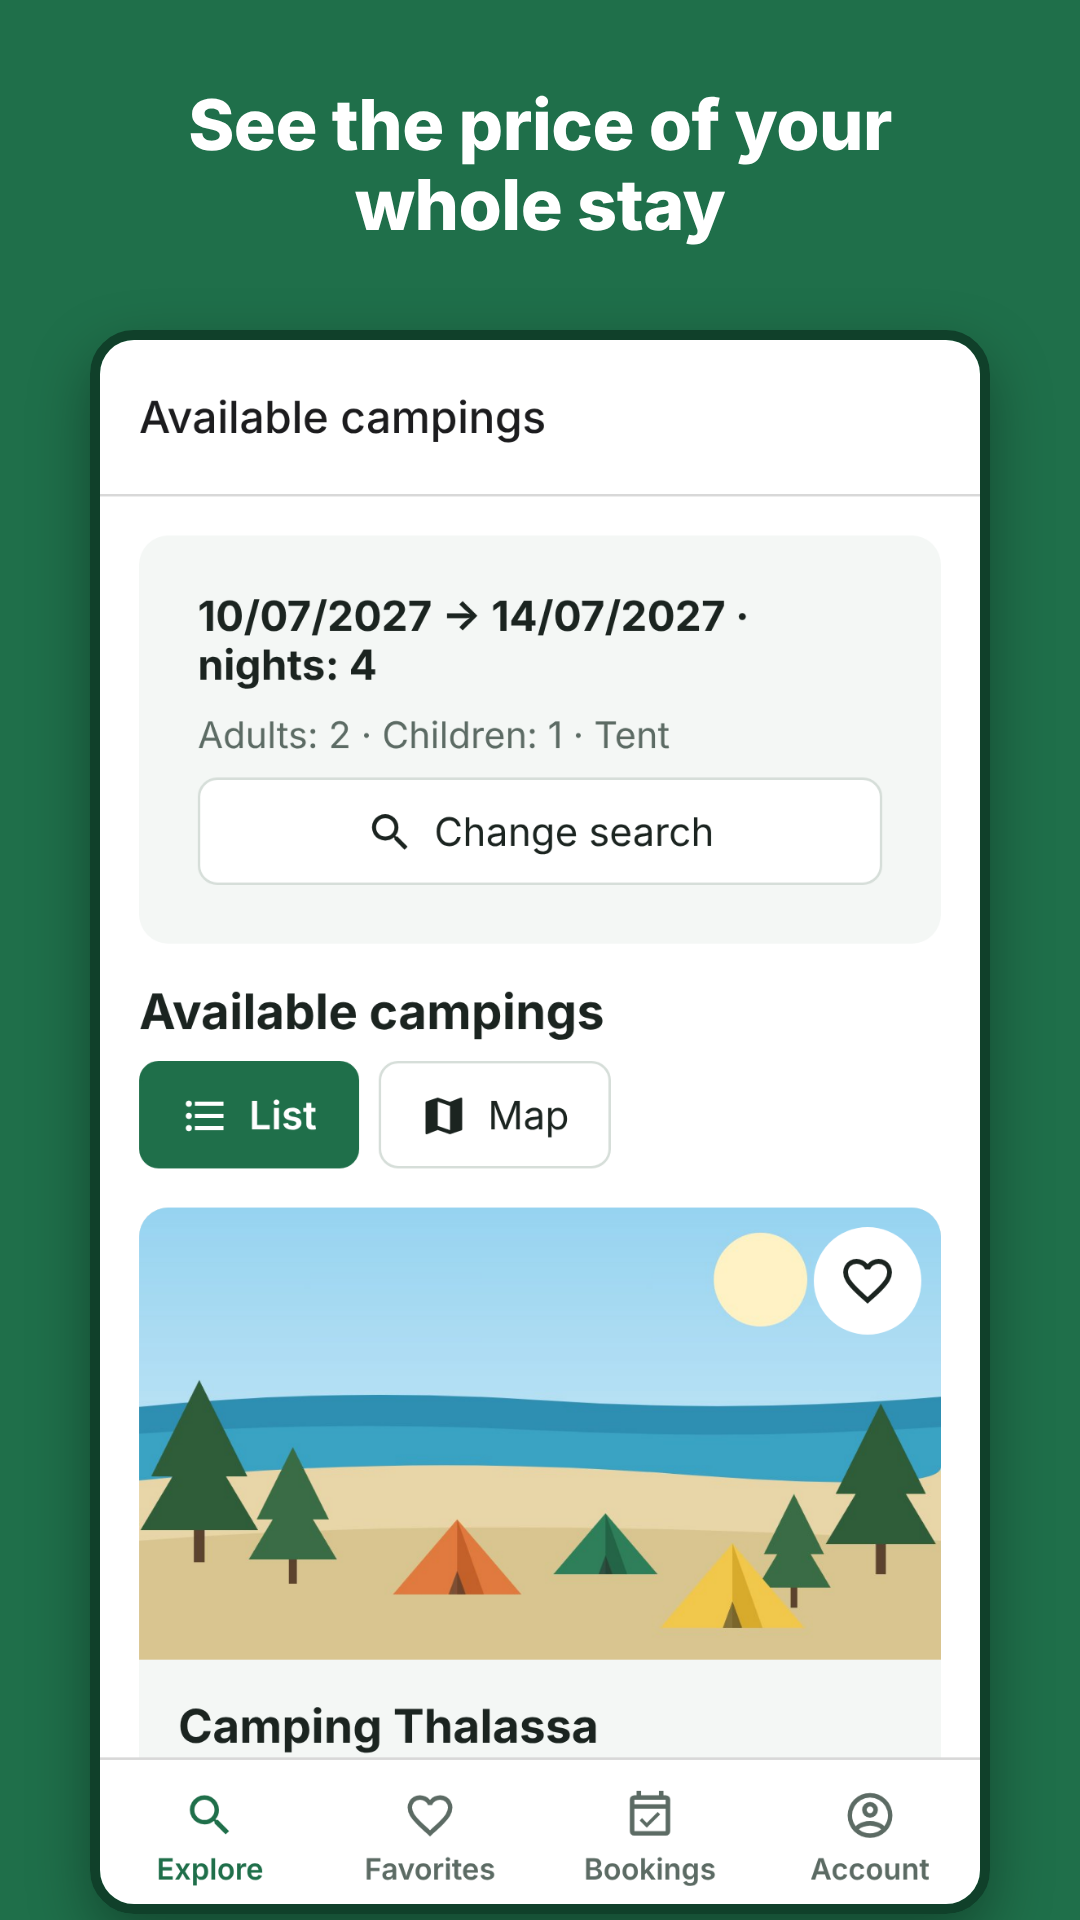 See the price of your
whole stay
Available campings
10/07/2027 → 14/07/2027 ·
nights: 4
Adults: 2 · Children: 1 · Tent
Change search
Available campings
List
Map
Camping Thalassa
Explore
Favorites
Bookings
Account